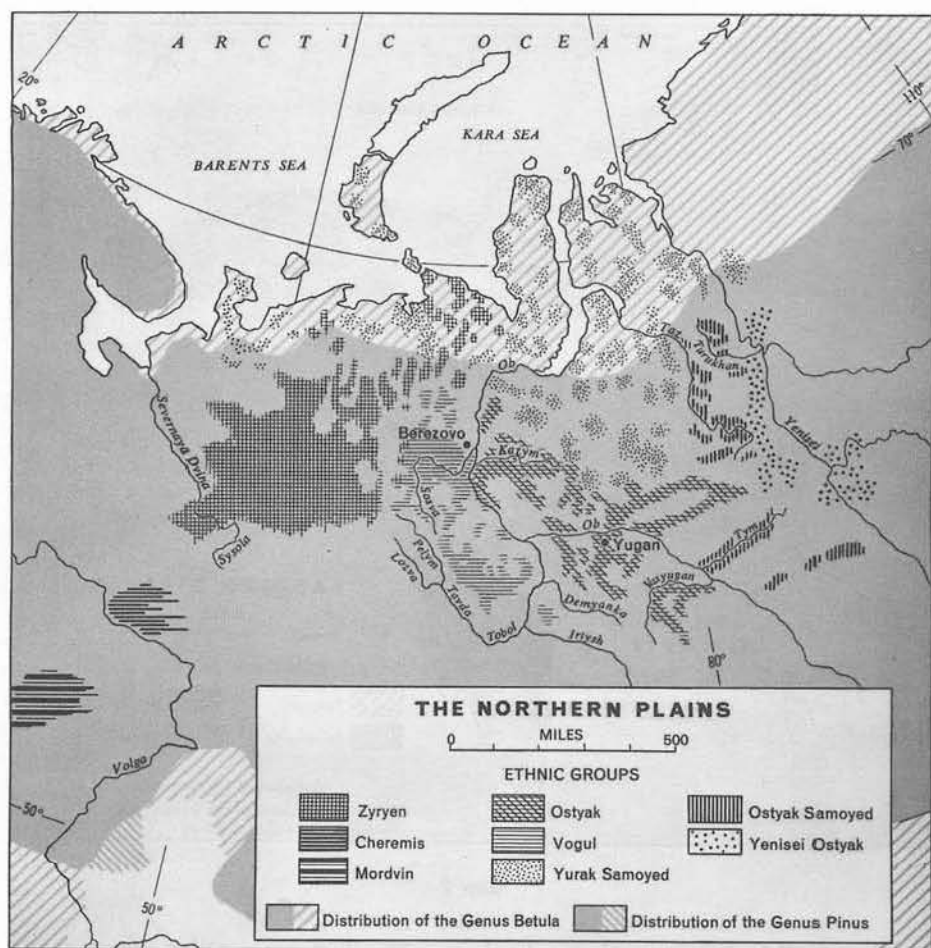 ARCTIC OCEAN
20°
110°
70°
KARA SEA
BARENTS SEA
Taz
Turukhan
Ob
Yenisei
Severnaya Dvina
Berezovo
Kazym
Sosva
Ob
Yugan
Tym
Sysola
Pelym
Lozva
Vasyugan
Tavda
Demyanka
Tobol
Irtysh
80°
Volga
50°
50°
THE NORTHERN PLAINS
MILES
0 500
ETHNIC GROUPS
Zyryen Ostyak Ostyak Samoyed
Cheremis Vogul Yenisei Ostyak
Mordvin Yurak Samoyed
Distribution of the Genus Betula Distribution of the Genus Pinus